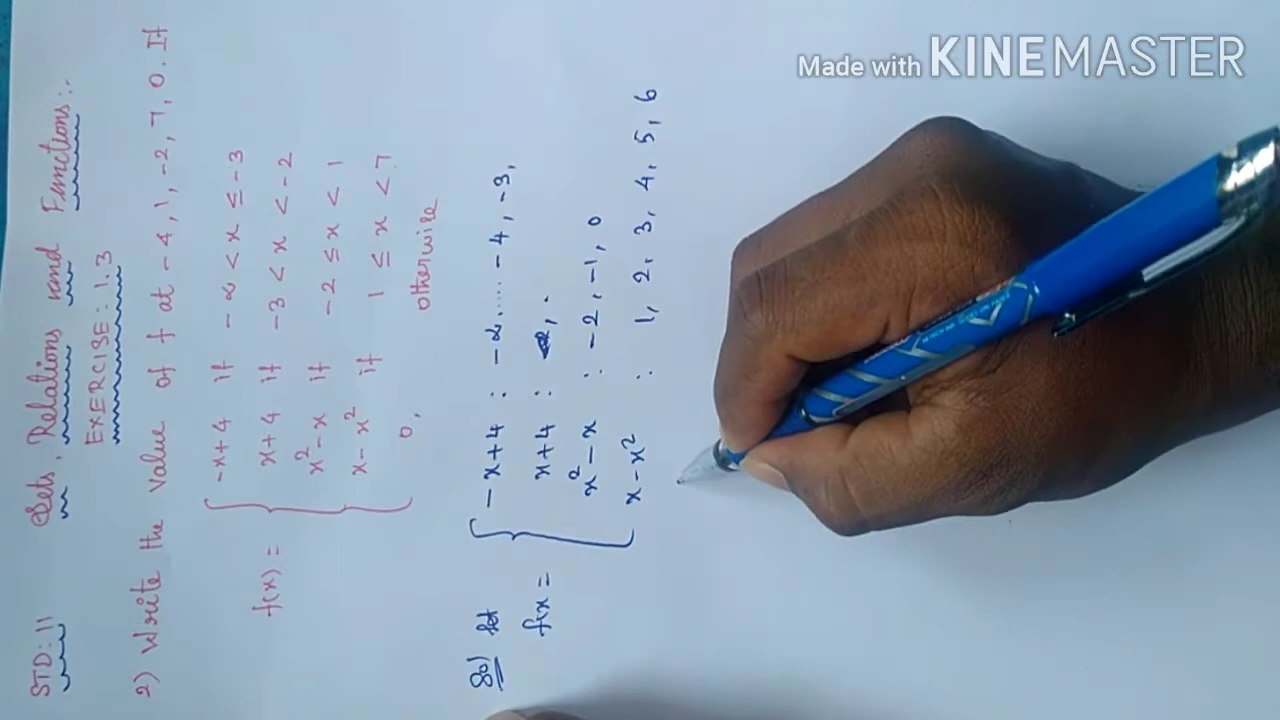 STD: 11 Sets, Relations and Functions:-
EXERCISE: 1.3
2) Write the value of f at -4, 1, -2, 7, 0. If
f(x) = { -x+4 if -∞ < x ≤ -3
x+4 if -3 < x < -2
x² - x if -2 ≤ x < 1
x - x² if 1 ≤ x < 7
0, otherwise
Sol let
f(x = { -x+4 : -∞ ..... -4, -3,
x+4 :
x² - x : -2, -1, 0
x - x² : 1, 2, 3, 4, 5, 6
Made with KINEMASTER